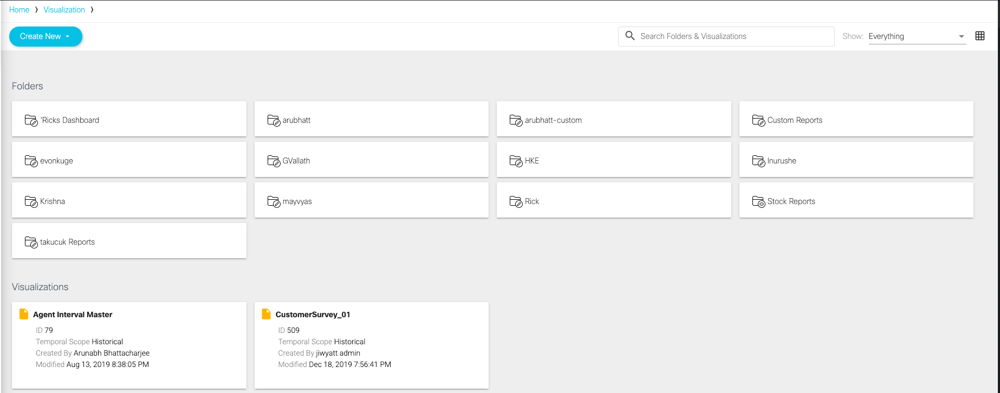 Home > Visualization >
Create New
Search Folders & Visualizations
Show: Everything
Folders
'Ricks Dashboard
arubhatt
arubhatt-custom
Custom Reports
evonkuge
GVallath
HKE
Inurushe
Krishna
mayvyas
Rick
Stock Reports
takucuk Reports
Visualizations
Agent Interval Master
ID 79
Temporal Scope Historical
Created By Arunabh Bhattacharjee
Modified Aug 13, 2019 8:38:05 PM
CustomerSurvey_01
ID 509
Temporal Scope Historical
Created By jiwyatt admin
Modified Dec 18, 2019 7:56:41 PM